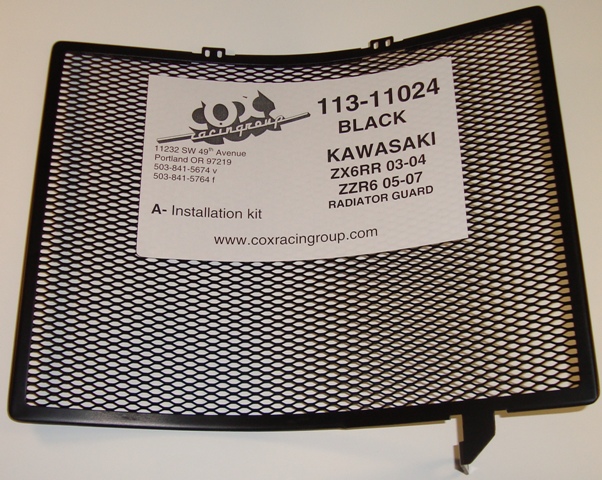 COX
racingroup
11232 SW 49th Avenue
Portland OR 97219
503-841-5674 v
503-841-5764 f
A- Installation kit
113-11024
BLACK
KAWASAKI
ZX6RR 03-04
ZZR6 05-07
RADIATOR GUARD
www.coxracingroup.com